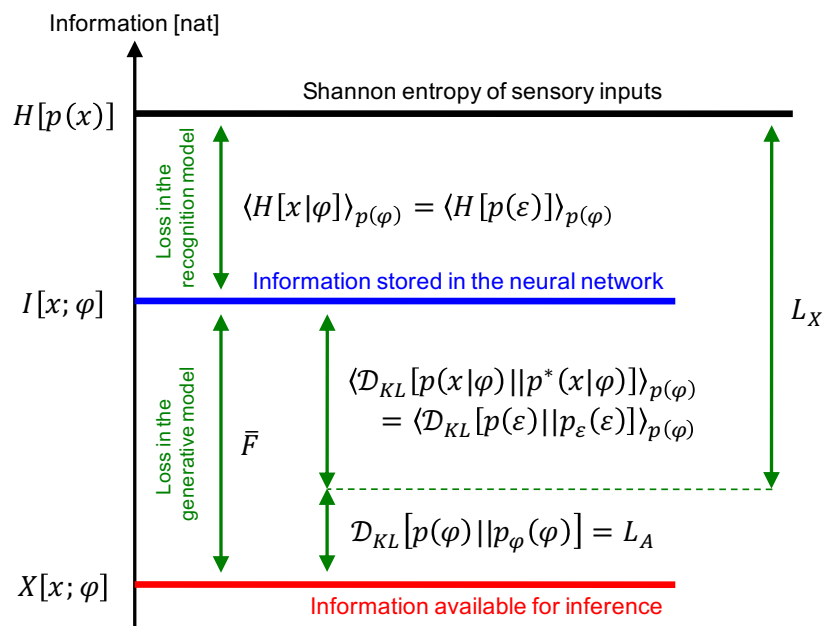 Information [nat]
Shannon entropy of sensory inputs
H[p(x)]
Loss in the
recognition model
⟨H[x|φ]⟩p(φ) = ⟨H[p(ε)]⟩p(φ)
Information stored in the neural network
I[x; φ]
L_X
Loss in the
generative model
F̄
⟨𝒟_KL[p(x|φ)||p*(x|φ)]⟩p(φ)
= ⟨𝒟_KL[p(ε)||p_ε(ε)]⟩p(φ)
𝒟_KL[p(φ)||p_φ(φ)] = L_A
X[x; φ]
Information available for inference